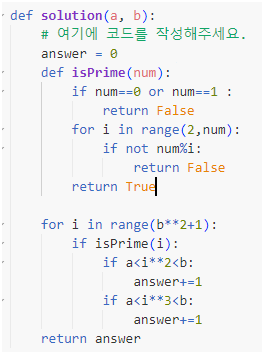 def solution(a, b):
    # 여기에 코드를 작성해주세요.
    answer = 0
    def isPrime(num):
        if num==0 or num==1 :
            return False
        for i in range(2,num):
            if not num%i:
                return False
        return True

    for i in range(b**2+1):
        if isPrime(i):
            if a<i**2<b:
                answer+=1
            if a<i**3<b:
                answer+=1
    return answer